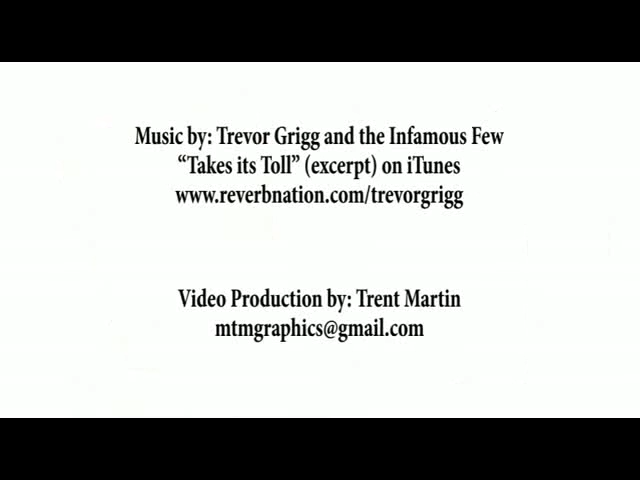 Music by: Trevor Grigg and the Infamous Few
“Takes its Toll” (excerpt) on iTunes
www.reverbnation.com/trevorgrigg
Video Production by: Trent Martin
mtmgraphics@gmail.com